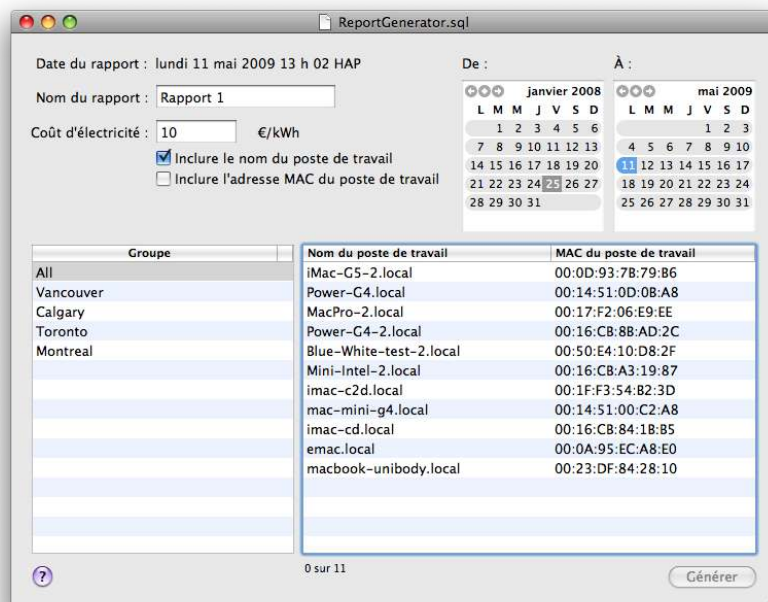 ReportGenerator.sql
Date du rapport : lundi 11 mai 2009 13 h 02 HAP
Nom du rapport : Rapport 1
Coût d'électricité : 10 €/kWh
Inclure le nom du poste de travail
Inclure l'adresse MAC du poste de travail
De :
janvier 2008
L M M J V S D
1 2 3 4 5 6
7 8 9 10 11 12 13
14 15 16 17 18 19 20
21 22 23 24 25 26 27
28 29 30 31
À :
mai 2009
L M M J V S D
1 2 3
4 5 6 7 8 9 10
11 12 13 14 15 16 17
18 19 20 21 22 23 24
25 26 27 28 29 30 31
Groupe
All
Vancouver
Calgary
Toronto
Montreal
Nom du poste de travail MAC du poste de travail
iMac-G5-2.local 00:0D:93:7B:79:B6
Power-G4.local 00:14:51:0D:0B:A8
MacPro-2.local 00:17:F2:06:E9:EE
Power-G4-2.local 00:16:CB:8B:AD:2C
Blue-White-test-2.local 00:50:E4:10:D8:2F
Mini-Intel-2.local 00:16:CB:A3:19:87
imac-c2d.local 00:1F:F3:54:B2:3D
mac-mini-g4.local 00:14:51:00:C2:A8
imac-cd.local 00:16:CB:84:1B:B5
emac.local 00:0A:95:EC:A8:E0
macbook-unibody.local 00:23:DF:84:28:10
?
0 sur 11
Générer